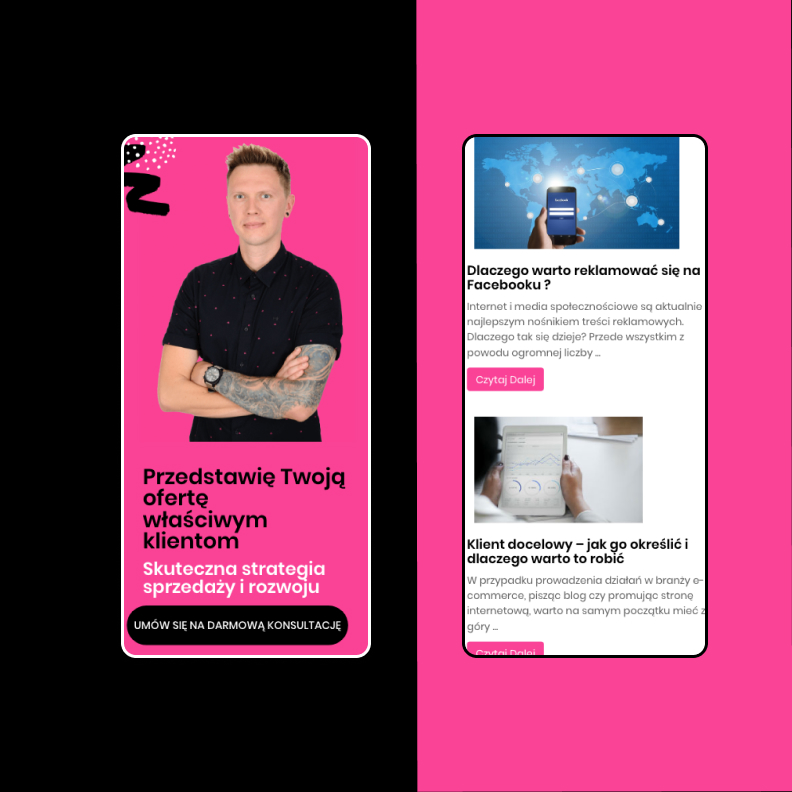 Przedstawię Twoją
ofertę
właściwym
klientom
Skuteczna strategia
sprzedaży i rozwoju
UMÓW SIĘ NA DARMOWĄ KONSULTACJĘ
facebook
Dlaczego warto reklamować się na
Facebooku ?
Internet i media społecznościowe są aktualnie
najlepszym nośnikiem treści reklamowych.
Dlaczego tak się dzieje? Przede wszystkim z
powodu ogromnej liczby ...
Czytaj Dalej
Klient docelowy – jak go określić i
dlaczego warto to robić
W przypadku prowadzenia działań w branży e-
commerce, pisząc blog czy promując stronę
internetową, warto na samym początku mieć z
góry ...
Czytaj Dalej